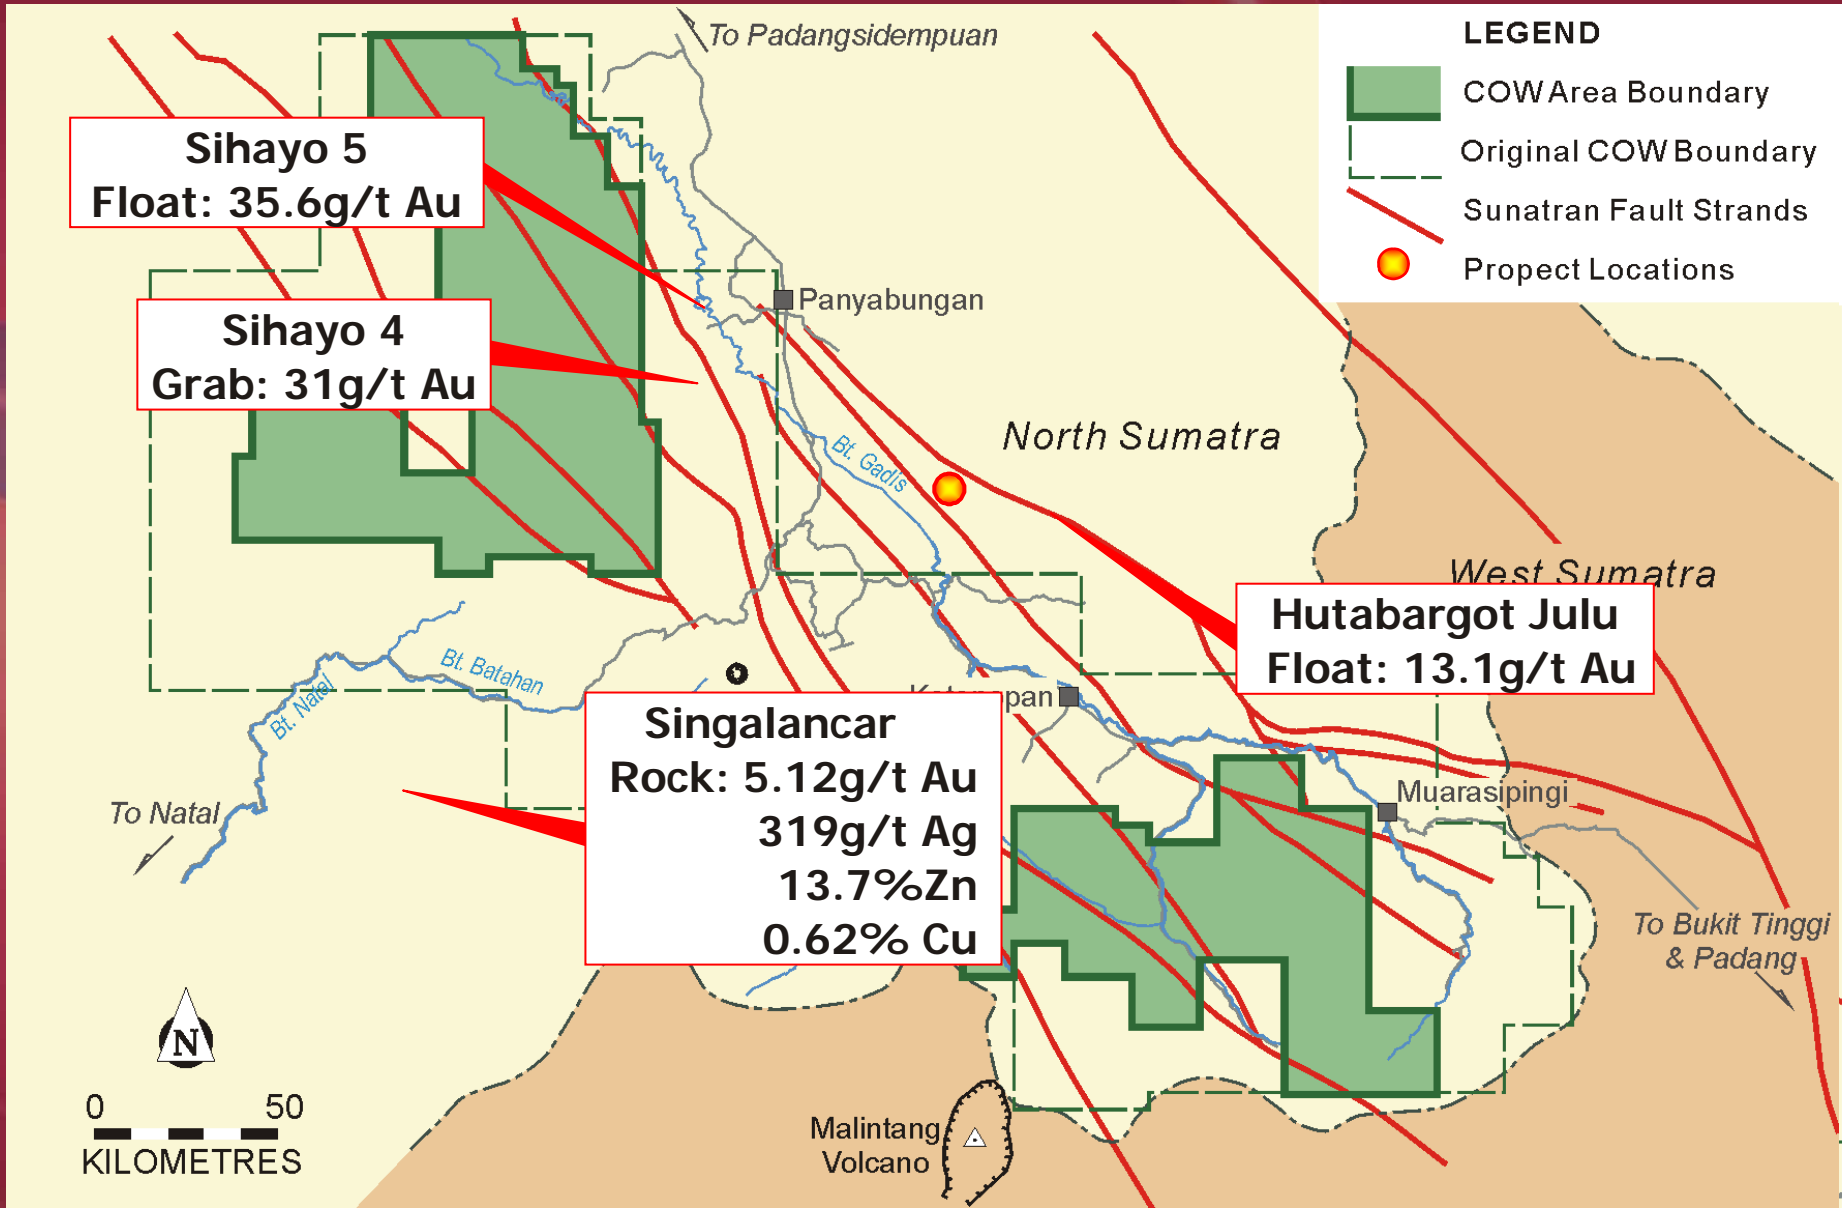 To Padangsidempuan
LEGEND
COW Area Boundary
Original COW Boundary
Sunatran Fault Strands
Propect Locations
Sihayo 5
Float: 35.6g/t Au
Panyabungan
Sihayo 4
Grab: 31g/t Au
North Sumatra
Bt. Gadis
West Sumatra
Hutabargot Julu
Float: 13.1g/t Au
Bt. Batahan
Bt. Natal
Singalancar
Rock: 5.12g/t Au
319g/t Ag
13.7%Zn
0.62% Cu
Muarasipingi
To Natal
To Bukit Tinggi
& Padang
N
0 50
KILOMETRES
Malintang
Volcano